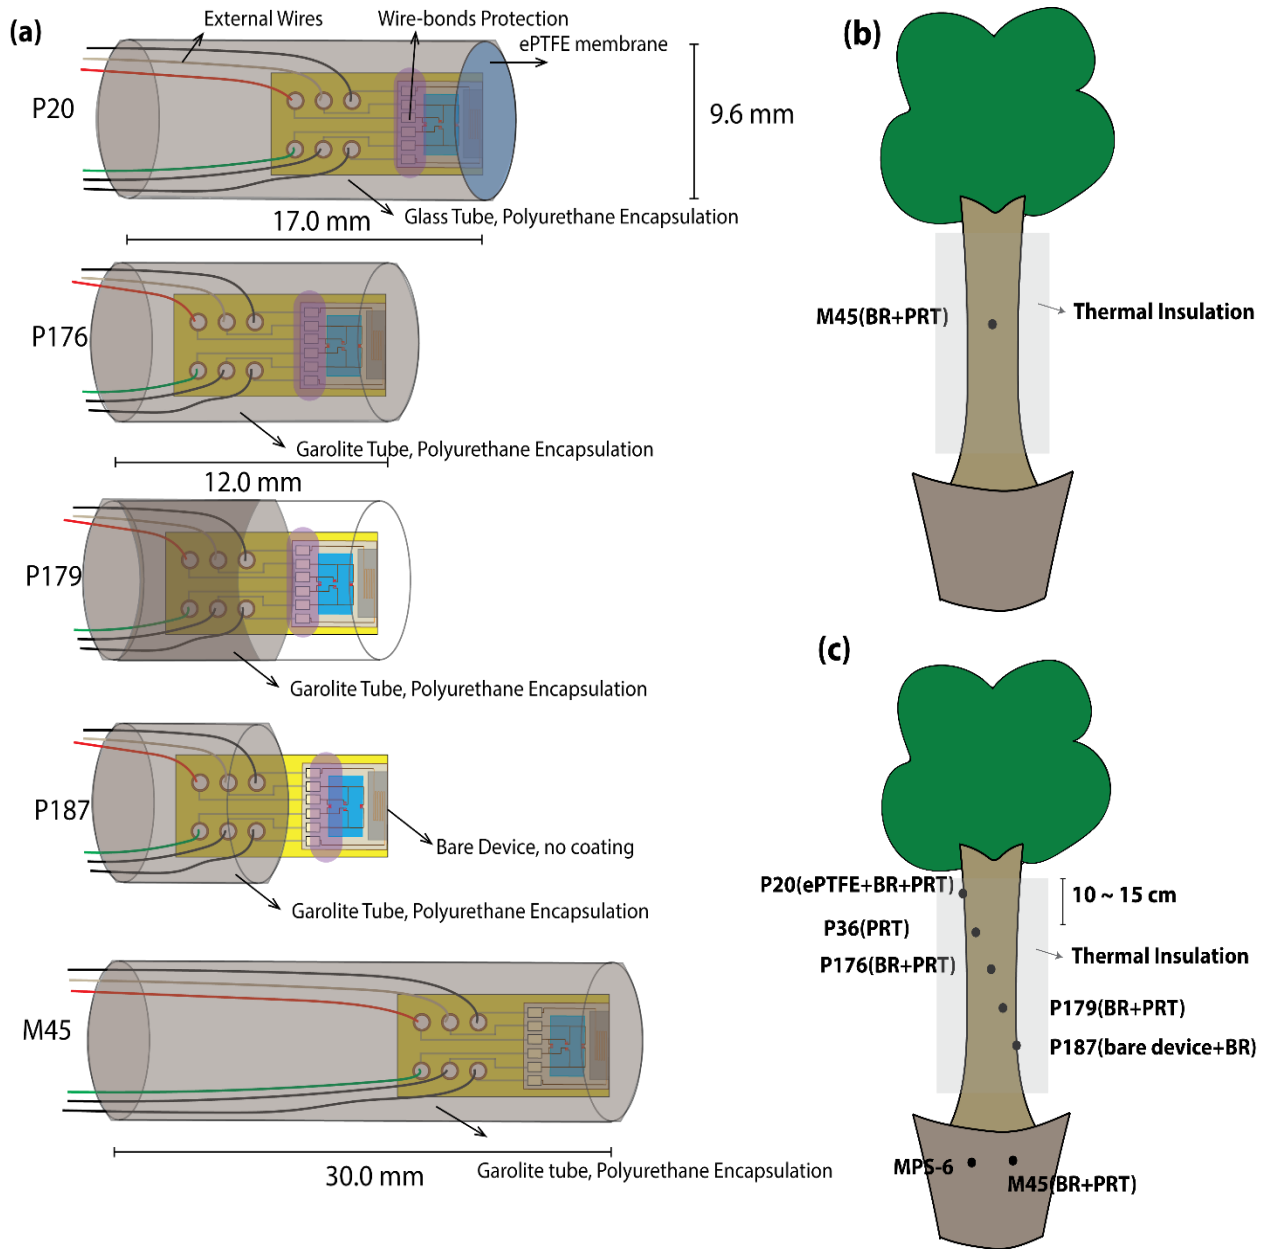 (a)
External Wires
Wire-bonds Protection
ePTFE membrane
P20
9.6 mm
Glass Tube, Polyurethane Encapsulation
17.0 mm
P176
Garolite Tube, Polyurethane Encapsulation
12.0 mm
P179
Garolite Tube, Polyurethane Encapsulation
P187
Bare Device, no coating
Garolite Tube, Polyurethane Encapsulation
M45
Garolite tube, Polyurethane Encapsulation
30.0 mm
(b)
M45(BR+PRT)
Thermal Insulation
(c)
P20(ePTFE+BR+PRT)
10 ~ 15 cm
P36(PRT)
Thermal Insulation
P176(BR+PRT)
P179(BR+PRT)
P187(bare device+BR)
MPS-6
M45(BR+PRT)